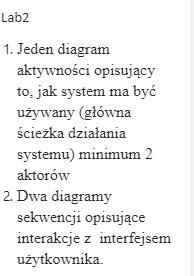 Lab2
1. Jeden diagram
aktywności opisujący
to, jak system ma być
używany (główna
ścieżka działania
systemu) minimum 2
aktorów
2. Dwa diagramy
sekwencji opisujące
interakcje z interfejsem
użytkownika.